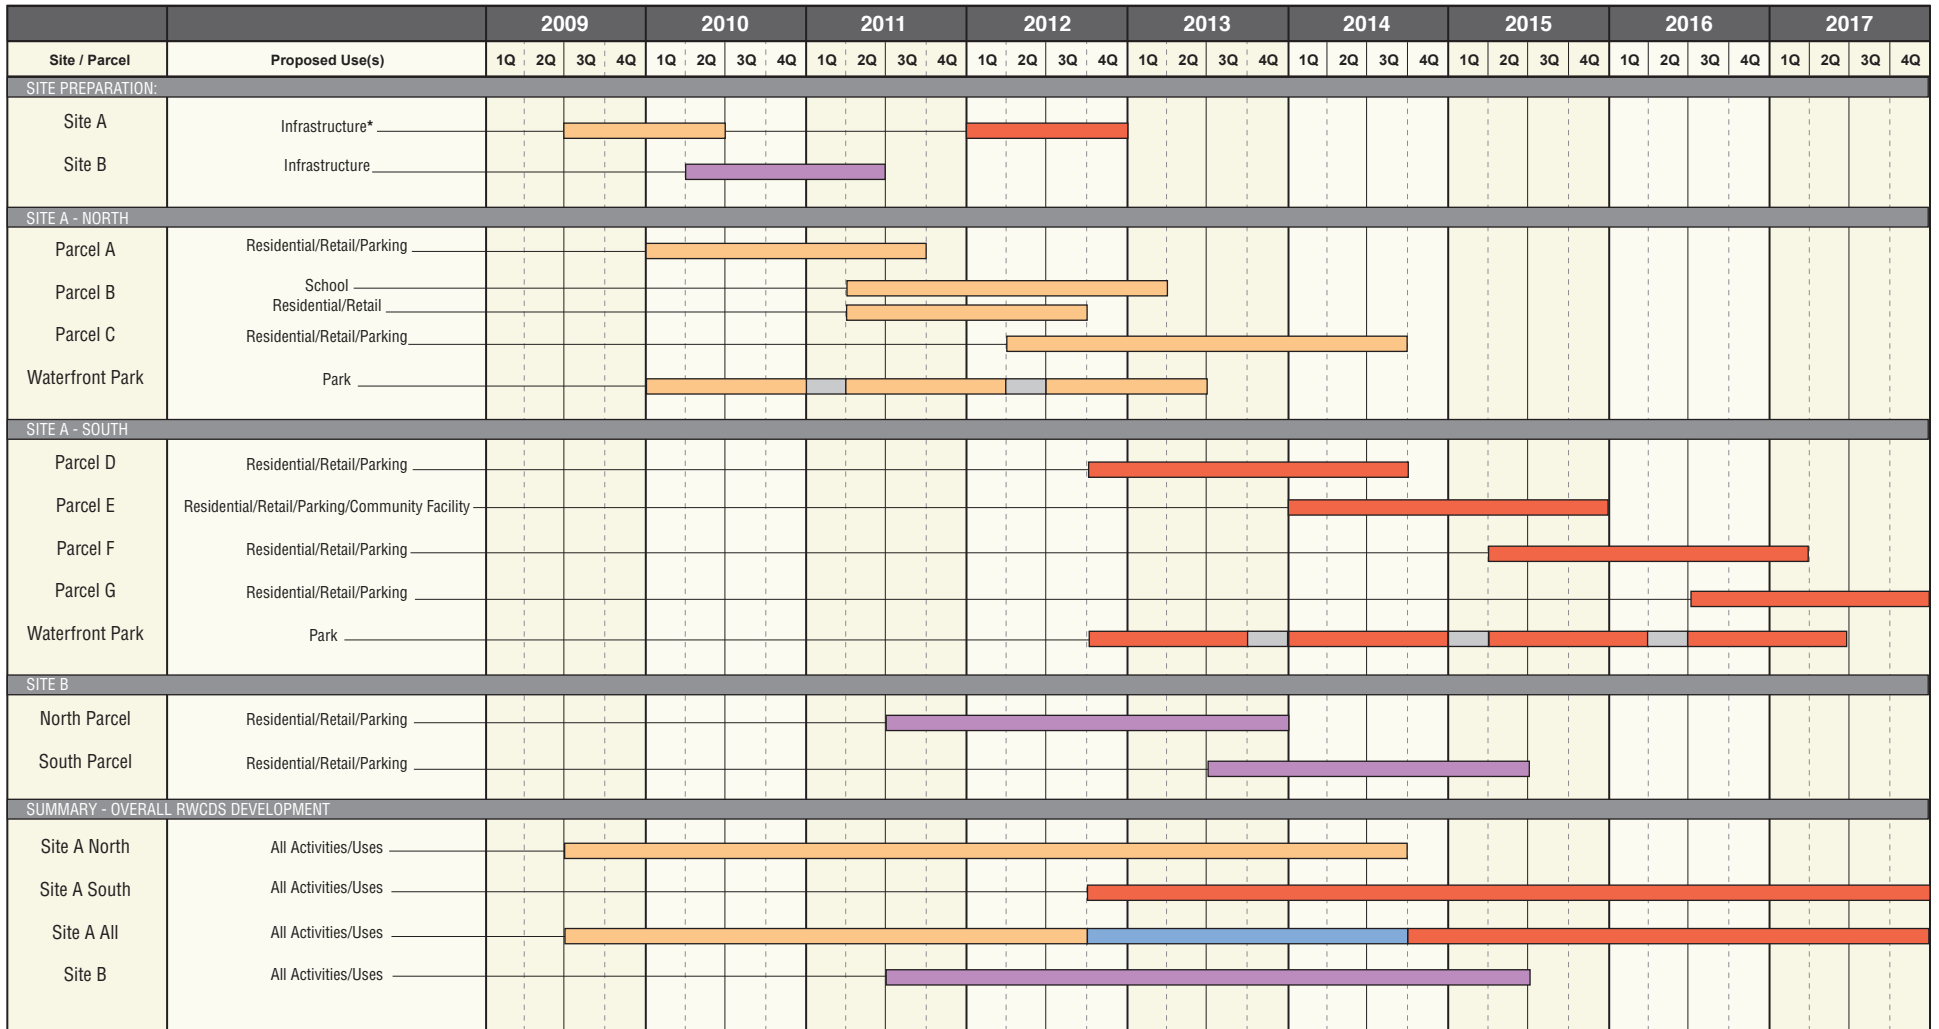 2009 2010 2011 2012 2013 2014 2015 2016 2017
Site / Parcel Proposed Use(s) 1Q 2Q 3Q 4Q 1Q 2Q 3Q 4Q 1Q 2Q 3Q 4Q 1Q 2Q 3Q 4Q 1Q 2Q 3Q 4Q 1Q 2Q 3Q 4Q 1Q 2Q 3Q 4Q 1Q 2Q 3Q 4Q 1Q 2Q 3Q 4Q
SITE PREPARATION:
Site A Infrastructure*
Site B Infrastructure
SITE A - NORTH
Parcel A Residential/Retail/Parking
Parcel B School
Residential/Retail
Parcel C Residential/Retail/Parking
Waterfront Park Park
SITE A - SOUTH
Parcel D Residential/Retail/Parking
Parcel E Residential/Retail/Parking/Community Facility
Parcel F Residential/Retail/Parking
Parcel G Residential/Retail/Parking
Waterfront Park Park
SITE B
North Parcel Residential/Retail/Parking
South Parcel Residential/Retail/Parking
SUMMARY - OVERALL RWCDS DEVELOPMENT
Site A North All Activities/Uses
Site A South All Activities/Uses
Site A All All Activities/Uses
Site B All Activities/Uses